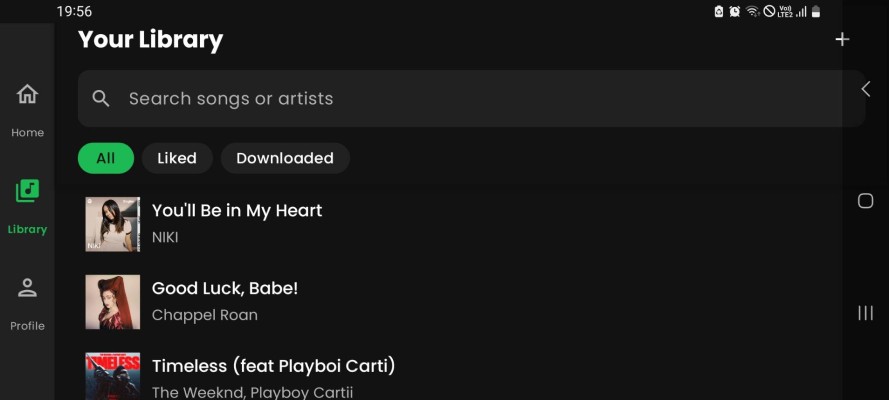 19:56
Vo)) LTE2
Your Library
+
Search songs or artists
Home
All Liked Downloaded
Library
You'll Be in My Heart
NIKI
NIKI
Good Luck, Babe!
Chappel Roan
Profile
TIMELESS
Timeless (feat Playboi Carti)
The Weeknd, Playboy Cartii